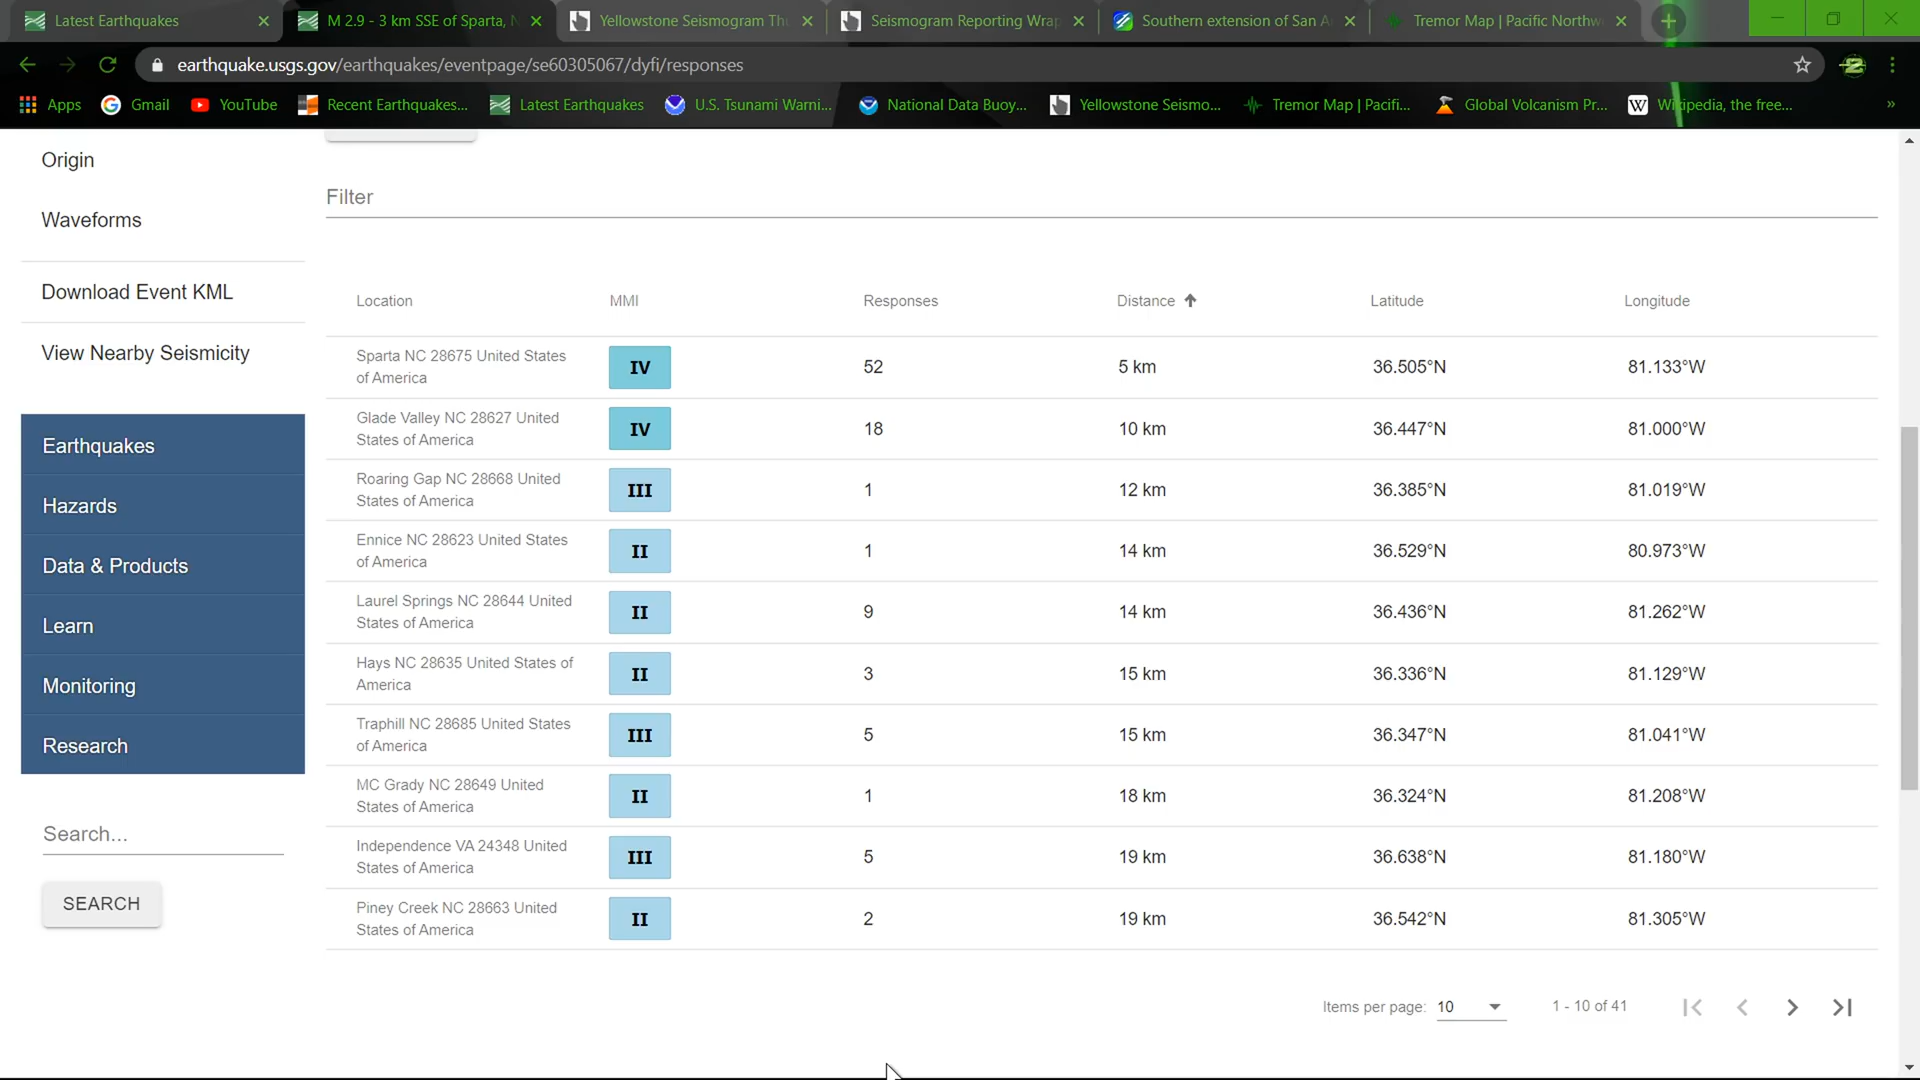 Latest Earthquakes
M 2.9 - 3 km SSE of Sparta, N
Yellowstone Seismogram Thu
Seismogram Reporting Wrap
Southern extension of San A
Tremor Map | Pacific Northw
earthquake.usgs.gov/earthquakes/eventpage/se60305067/dyfi/responses
Apps
Gmail
YouTube
Recent Earthquakes...
Latest Earthquakes
U.S. Tsunami Warni...
National Data Buoy...
Yellowstone Seismo...
Tremor Map | Pacifi...
Global Volcanism Pr...
W
Wikipedia, the free...
»
Origin
Waveforms
Download Event KML
View Nearby Seismicity
Earthquakes
Hazards
Data & Products
Learn
Monitoring
Research
Search...
SEARCH
Filter
Location MMI Responses Distance Latitude Longitude
Sparta NC 28675 United States
of America
IV 52 5 km 36.505°N 81.133°W
Glade Valley NC 28627 United
States of America
IV 18 10 km 36.447°N 81.000°W
Roaring Gap NC 28668 United
States of America
III 1 12 km 36.385°N 81.019°W
Ennice NC 28623 United States
of America
II 1 14 km 36.529°N 80.973°W
Laurel Springs NC 28644 United
States of America
II 9 14 km 36.436°N 81.262°W
Hays NC 28635 United States of
America
II 3 15 km 36.336°N 81.129°W
Traphill NC 28685 United States
of America
III 5 15 km 36.347°N 81.041°W
MC Grady NC 28649 United
States of America
II 1 18 km 36.324°N 81.208°W
Independence VA 24348 United
States of America
III 5 19 km 36.638°N 81.180°W
Piney Creek NC 28663 United
States of America
II 2 19 km 36.542°N 81.305°W
Items per page: 10 1 - 10 of 41